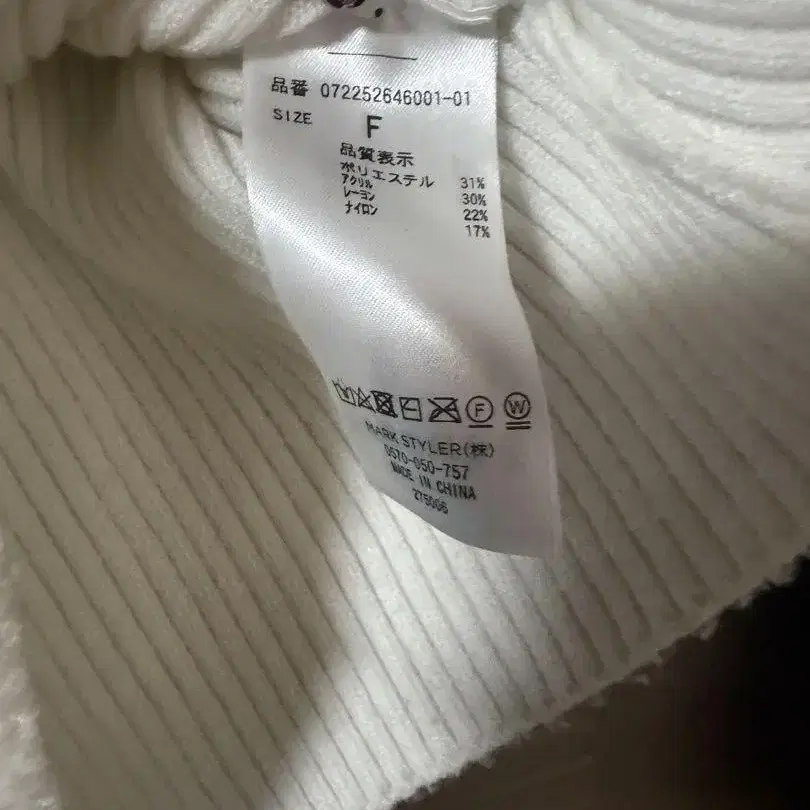 品番 072252646001-01
SIZE F
品質表示
ポリエステル 31%
アクリル 30%
レーヨン 22%
ナイロン 17%
F W
MARK STYLER(株)
0570-050-757
MADE IN CHINA
275006